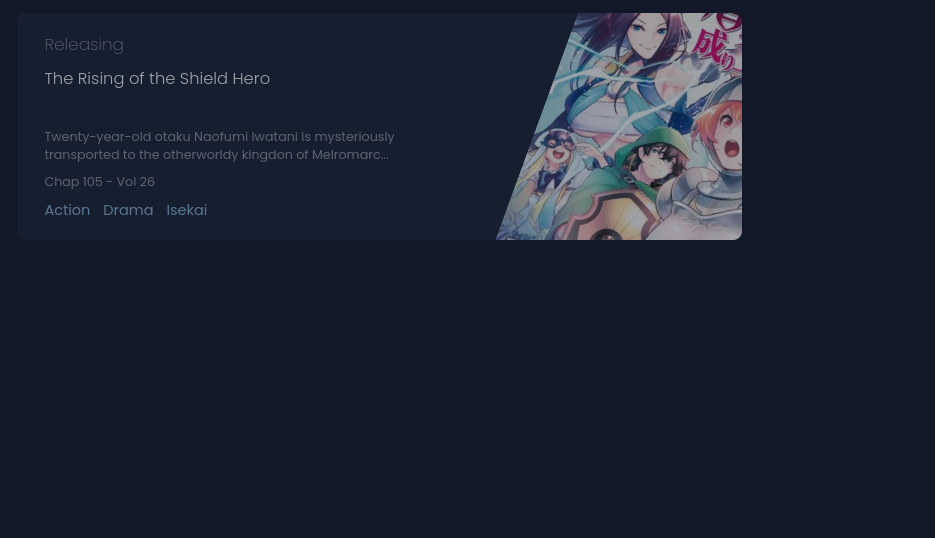 Releasing
The Rising of the Shield Hero
Twenty-year-old otaku Naofumi Iwatani is mysteriously
transported to the otherworldy kingdon of Melromarc...
Chap 105 - Vol 26
Action Drama Isekai
成り